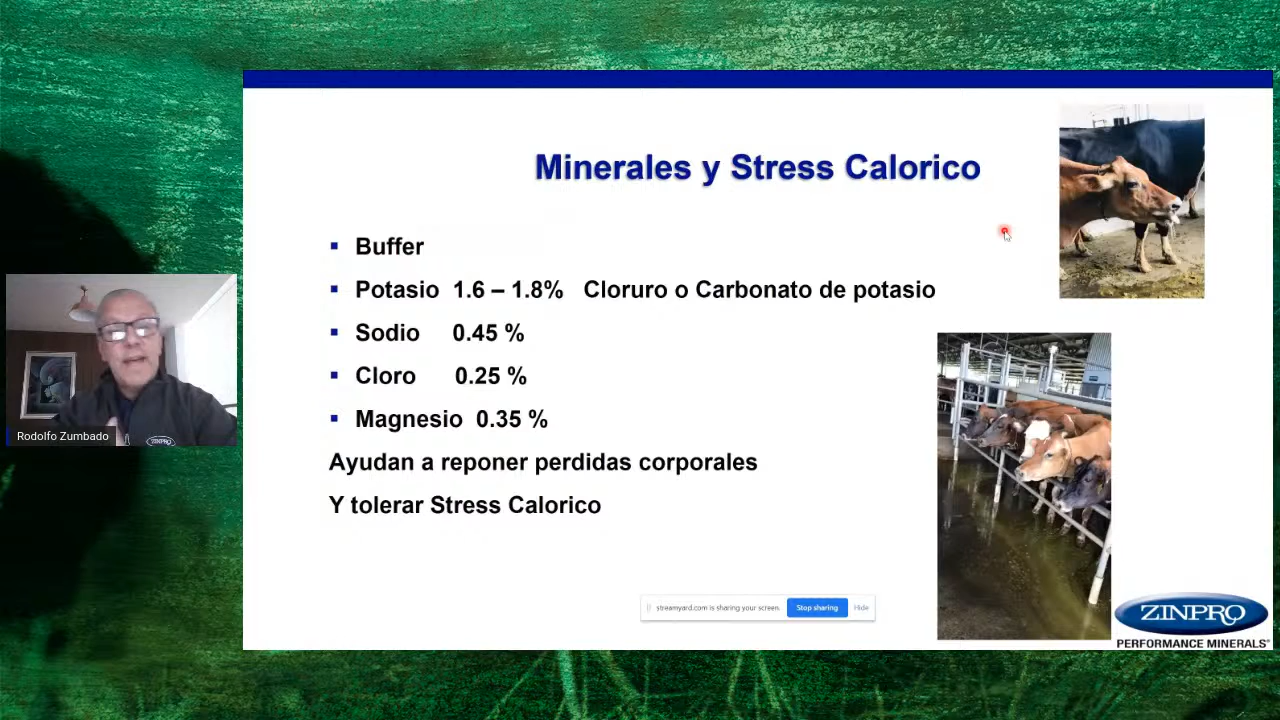 Minerales y Stress Calorico
Buffer
Potasio 1.6 – 1.8% Cloruro o Carbonato de potasio
Sodio 0.45 %
Cloro 0.25 %
Magnesio 0.35 %
Ayudan a reponer perdidas corporales
Y tolerar Stress Calorico
Rodolfo Zumbado
ZINPRO
streamyard.com is sharing your screen. Stop sharing Hide
ZINPRO
PERFORMANCE MINERALS®